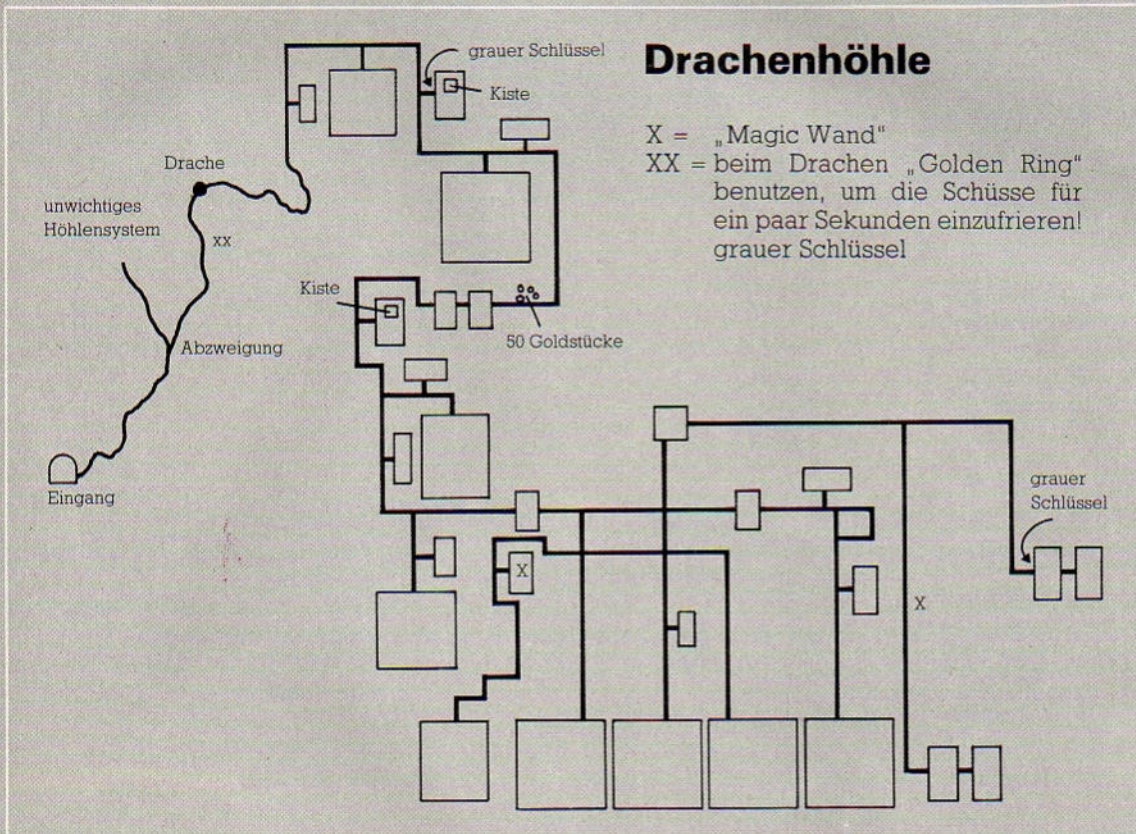 Drachenhöhle
X = „Magic Wand“
XX = beim Drachen „Golden Ring“
benutzen, um die Schüsse für
ein paar Sekunden einzufrieren!
grauer Schlüssel
grauer Schlüssel
Kiste
Drache
unwichtiges
Höhlensystem
xx
Kiste
50 Goldstücke
Abzweigung
Eingang
grauer
Schlüssel
X
X